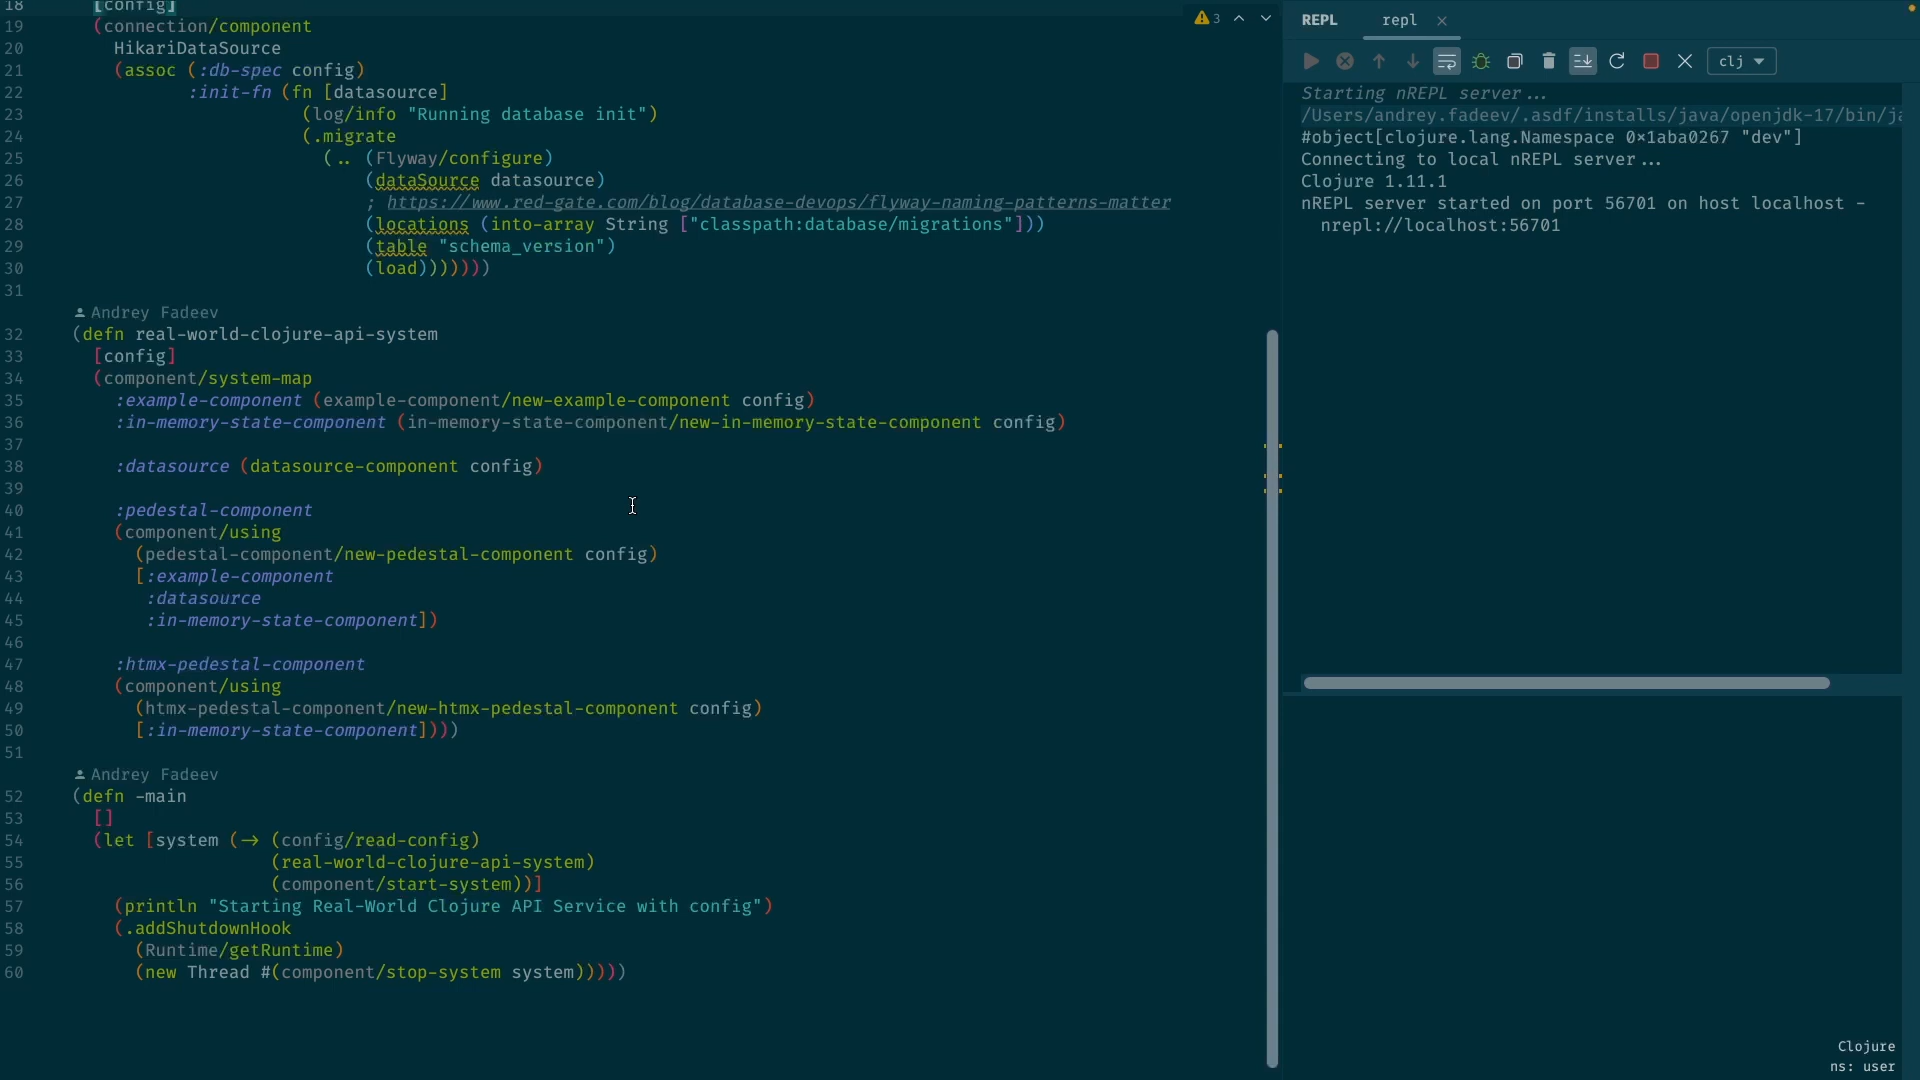 18 [config]
19 (connection/component
20 HikariDataSource
21 (assoc (:db-spec config)
22 :init-fn (fn [datasource]
23 (log/info "Running database init")
24 (.migrate
25 (.. (Flyway/configure)
26 (dataSource datasource)
27 ; https://www.red-gate.com/blog/database-devops/flyway-naming-patterns-matter
28 (locations (into-array String ["classpath:database/migrations"]))
29 (table "schema_version")
30 (load)))))))
31
Andrey Fadeev
32 (defn real-world-clojure-api-system
33 [config]
34 (component/system-map
35 :example-component (example-component/new-example-component config)
36 :in-memory-state-component (in-memory-state-component/new-in-memory-state-component config)
37
38 :datasource (datasource-component config)
39
40 :pedestal-component
41 (component/using
42 (pedestal-component/new-pedestal-component config)
43 [:example-component
44 :datasource
45 :in-memory-state-component])
46
47 :htmx-pedestal-component
48 (component/using
49 (htmx-pedestal-component/new-htmx-pedestal-component config)
50 [:in-memory-state-component])))
51
Andrey Fadeev
52 (defn -main
53 []
54 (let [system (-> (config/read-config)
55 (real-world-clojure-api-system)
56 (component/start-system))]
57 (println "Starting Real-World Clojure API Service with config")
58 (.addShutdownHook
59 (Runtime/getRuntime)
60 (new Thread #(component/stop-system system)))))
3
REPL repl
clj
Starting nREPL server...
/Users/andrey.fadeev/.asdf/installs/java/openjdk-17/bin/ja
#object[clojure.lang.Namespace 0x1aba0267 "dev"]
Connecting to local nREPL server...
Clojure 1.11.1
nREPL server started on port 56701 on host localhost -
nrepl://localhost:56701
Clojure
ns: user